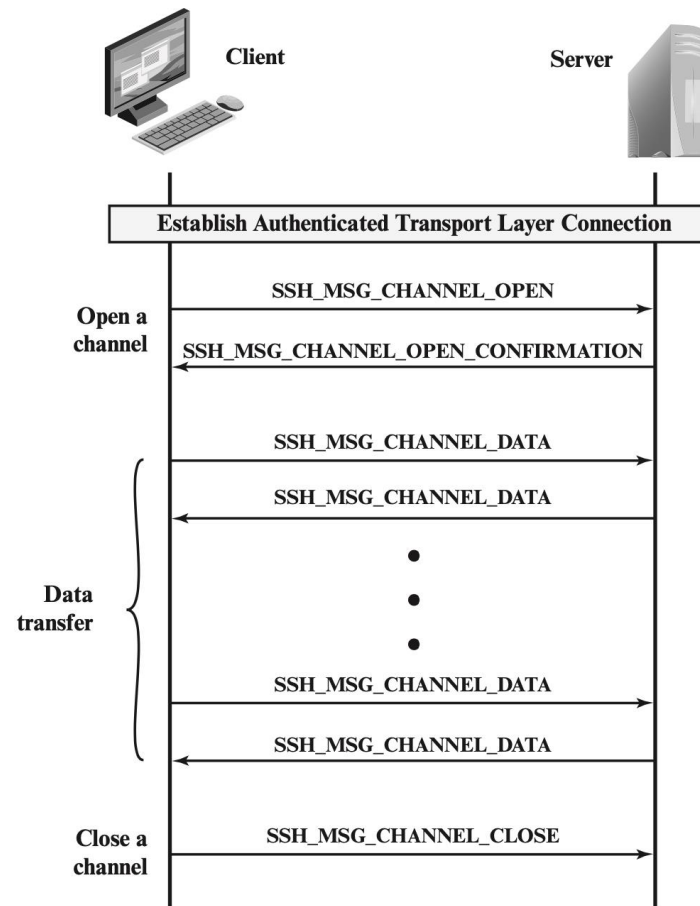 Client
Server
Establish Authenticated Transport Layer Connection
SSH_MSG_CHANNEL_OPEN
Open a
channel
SSH_MSG_CHANNEL_OPEN_CONFIRMATION
SSH_MSG_CHANNEL_DATA
SSH_MSG_CHANNEL_DATA
Data
transfer
SSH_MSG_CHANNEL_DATA
SSH_MSG_CHANNEL_DATA
Close a
channel
SSH_MSG_CHANNEL_CLOSE